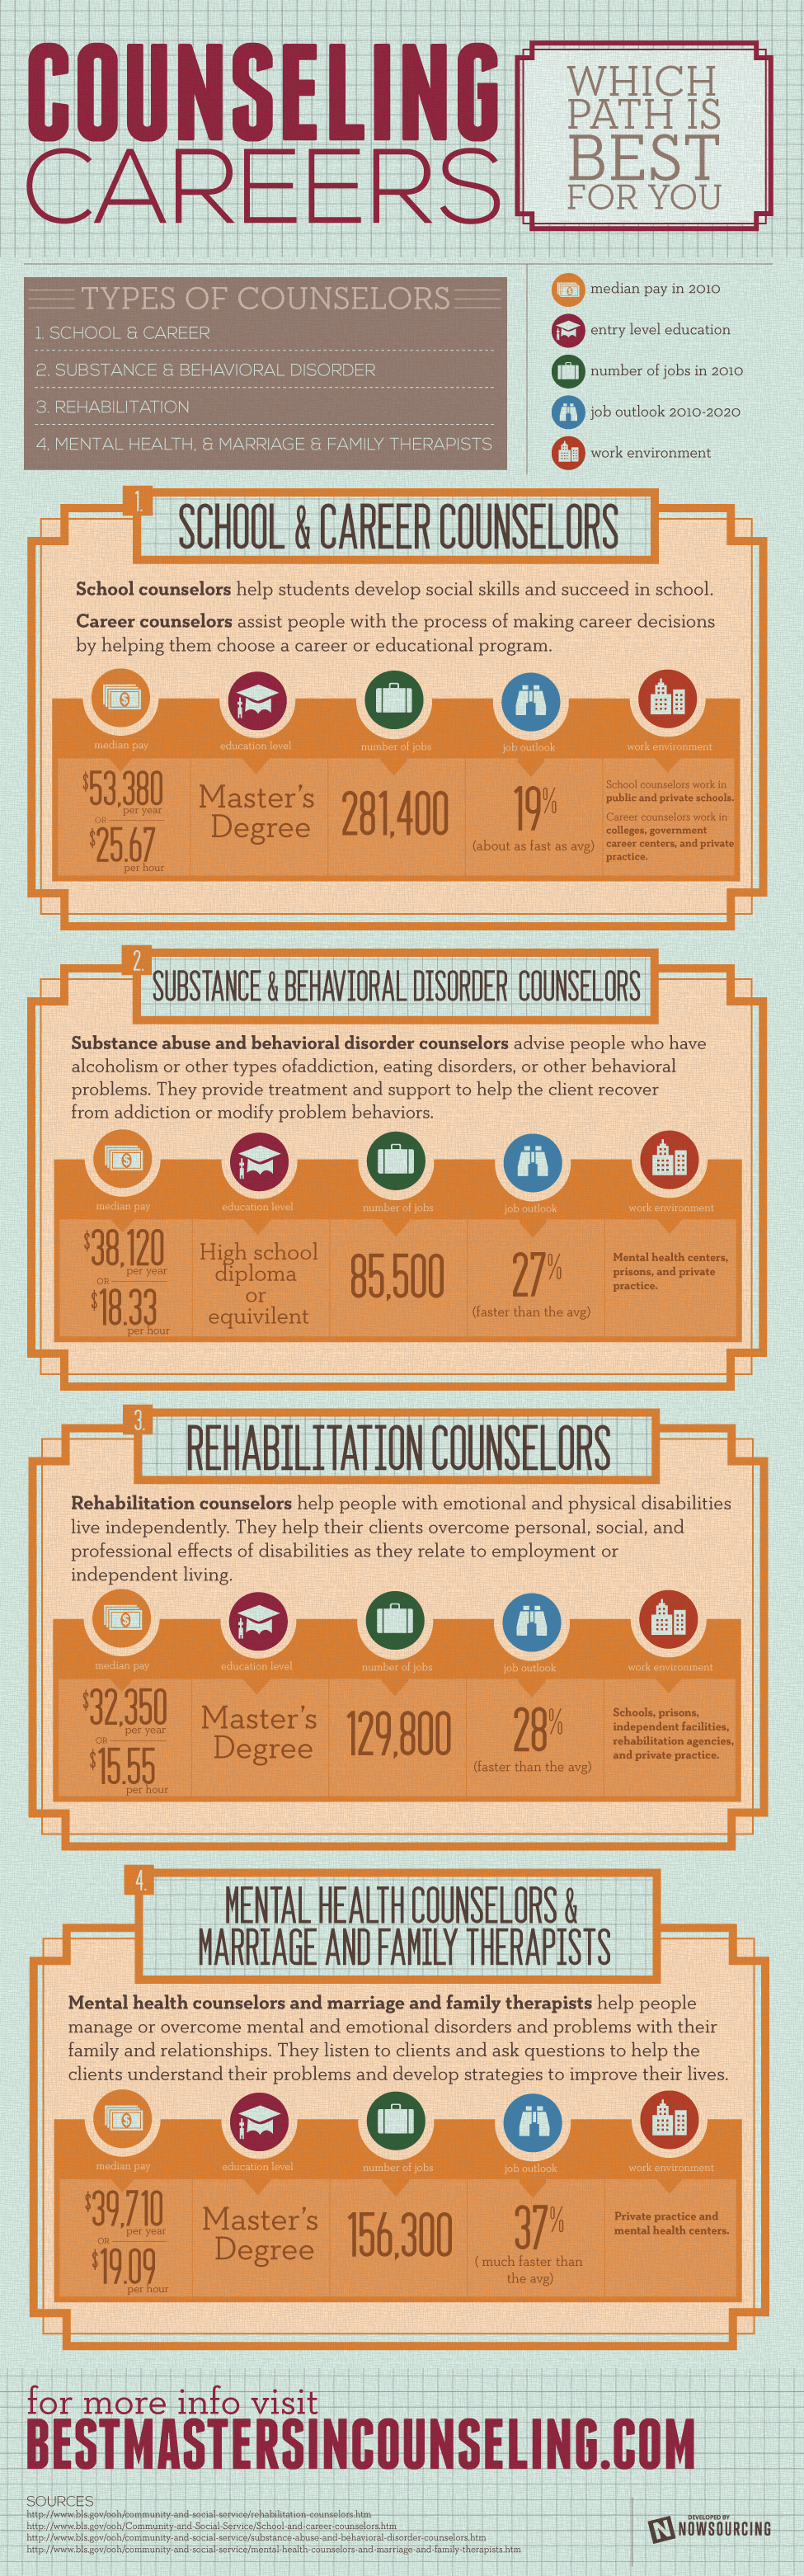 COUNSELING
CAREERS
WHICH
PATH IS
BEST
FOR YOU
TYPES OF COUNSELORS
1. SCHOOL & CAREER
2. SUBSTANCE & BEHAVIORAL DISORDER
3. REHABILITATION
4. MENTAL HEALTH, & MARRIAGE & FAMILY THERAPISTS
median pay in 2010
entry level education
number of jobs in 2010
job outlook 2010-2020
work environment
1.
SCHOOL & CAREER COUNSELORS
School counselors help students develop social skills and succeed in school.
Career counselors assist people with the process of making career decisions
by helping them choose a career or educational program.
median pay
education level
number of jobs
job outlook
work environment
$53,380
per year
OR
$25.67
per hour
Master's
Degree
281,400
19%
(about as fast as avg)
School counselors work in
public and private schools.
Career counselors work in
colleges, government
career centers, and private
practice.
2.
SUBSTANCE & BEHAVIORAL DISORDER COUNSELORS
Substance abuse and behavioral disorder counselors advise people who have
alcoholism or other types ofaddiction, eating disorders, or other behavioral
problems. They provide treatment and support to help the client recover
from addiction or modify problem behaviors.
median pay
education level
number of jobs
job outlook
work environment
$38,120
per year
OR
$18.33
per hour
High school
diploma
or
equivilent
85,500
27%
(faster than the avg)
Mental health centers,
prisons, and private
practice.
3.
REHABILITATION COUNSELORS
Rehabilitation counselors help people with emotional and physical disabilities
live independently. They help their clients overcome personal, social, and
professional effects of disabilities as they relate to employment or
independent living.
median pay
education level
number of jobs
job outlook
work environment
$32,350
per year
OR
$15.55
per hour
Master's
Degree
129,800
28%
(faster than the avg)
Schools, prisons,
independent facilities,
rehabilitation agencies,
and private practice.
4.
MENTAL HEALTH COUNSELORS &
MARRIAGE AND FAMILY THERAPISTS
Mental health counselors and marriage and family therapists help people
manage or overcome mental and emotional disorders and problems with their
family and relationships. They listen to clients and ask questions to help the
clients understand their problems and develop strategies to improve their lives.
median pay
education level
number of jobs
job outlook
work environment
$39,710
per year
OR
$19.09
per hour
Master's
Degree
156,300
37%
( much faster than
the avg)
Private practice and
mental health centers.
for more info visit
BESTMASTERSINCOUNSELING.COM
SOURCES
http://www.bls.gov/ooh/community-and-social-service/rehabilitation-counselors.htm
http://www.bls.gov/ooh/Community-and-Social-Service/School-and-career-counselors.htm
http://www.bls.gov/ooh/community-and-social-service/substance-abuse-and-behavioral-disorder-counselors.htm
http://www.bls.gov/ooh/community-and-social-service/mental-health-counselors-and-marriage-and-family-therapists.htm
DEVELOPED BY
N NOWSOURCING